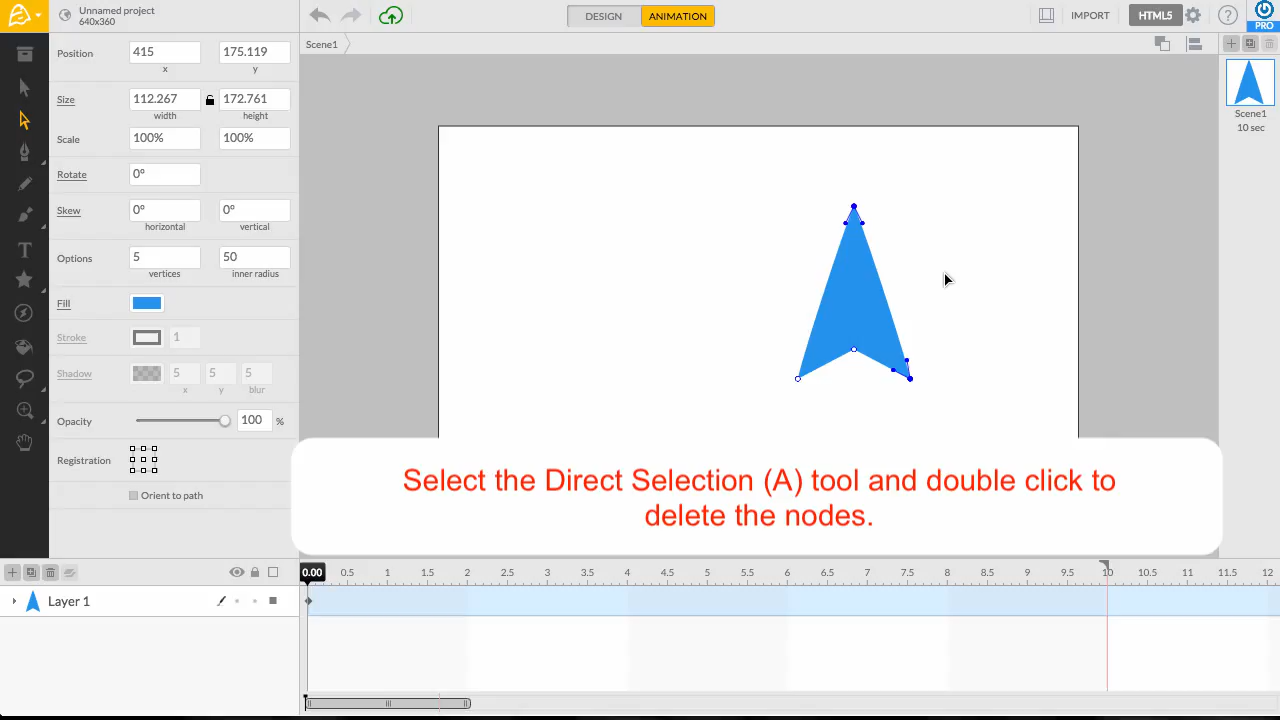 Unnamed project
640x360
DESIGN
ANIMATION
IMPORT
HTML5
PRO
Scene1
Position
415
175.119
x
y
Size
112.267
172.761
width
height
Scale
100%
100%
Rotate
0°
Skew
0°
0°
horizontal
vertical
Options
5
50
vertices
inner radius
Fill
Stroke
1
Shadow
5
5
5
x
y
blur
Opacity
100
%
Registration
Orient to path
Scene1
10 sec
Select the Direct Selection (A) tool and double click to
delete the nodes.
0.00 0.5 1 1.5 2 2.5 3 3.5 4 4.5 5 5.5 6 6.5 7 7.5 8 8.5 9 9.5 10 10.5 11 11.5 12
Layer 1